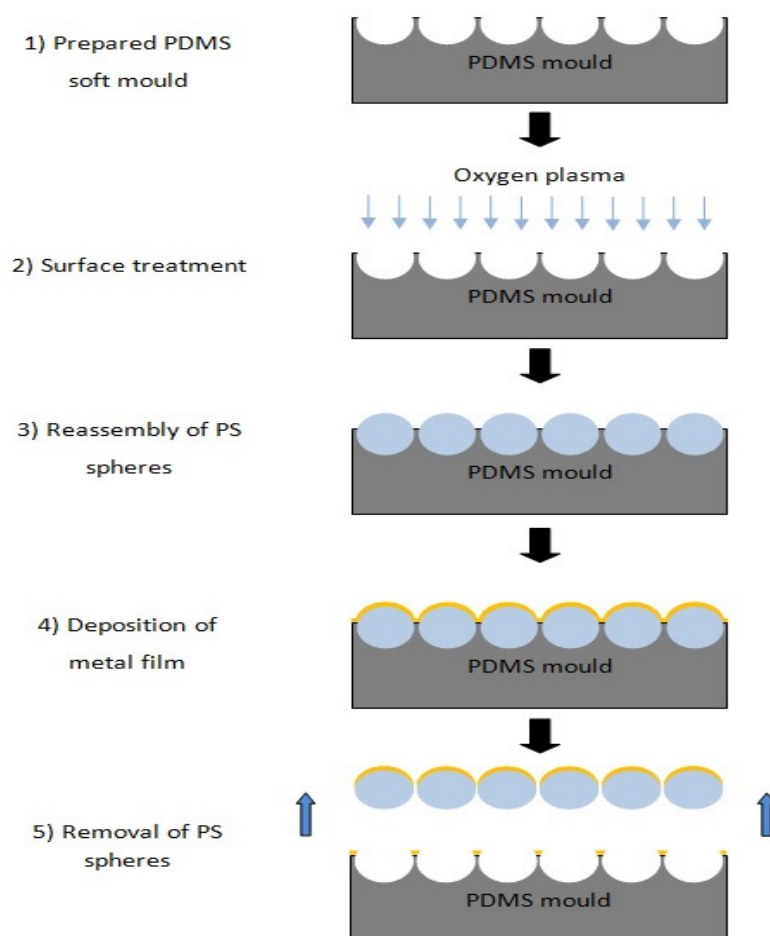 1) Prepared PDMS
soft mould
PDMS mould
Oxygen plasma
2) Surface treatment
PDMS mould
3) Reassembly of PS
spheres
PDMS mould
4) Deposition of
metal film
PDMS mould
5) Removal of PS
spheres
PDMS mould